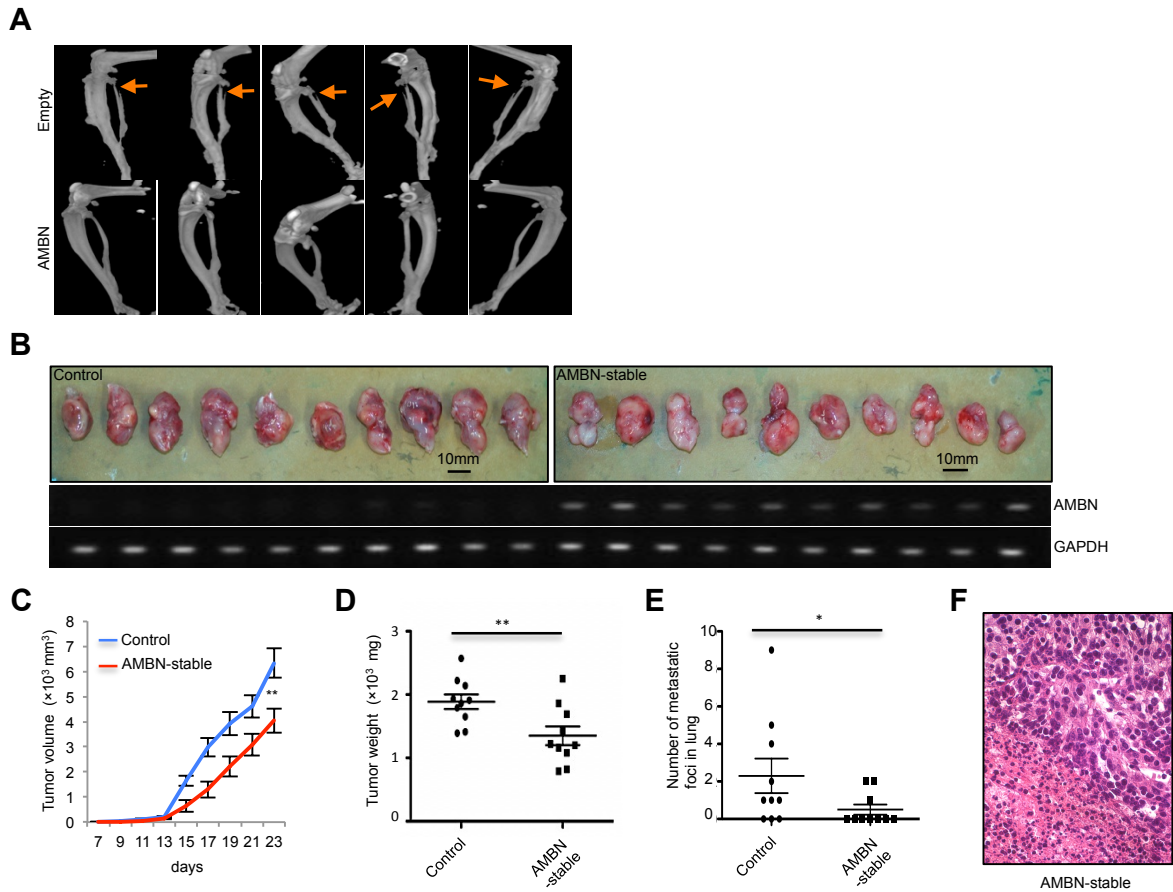 A
Empty
AMBN
B
Control
AMBN-stable
10mm
10mm
AMBN
GAPDH
C
Tumor volume (×10³ mm³)
8
7
6
5
4
3
2
1
0
Control
AMBN-stable
**
7 9 11 13 15 17 19 21 23
days
D
Tumor weight (×10³ mg)
3
2
1
0
**
Control
AMBN
-stable
E
Number of metastatic
foci in lung
10
8
6
4
2
0
*
Control
AMBN
-stable
F
AMBN-stable